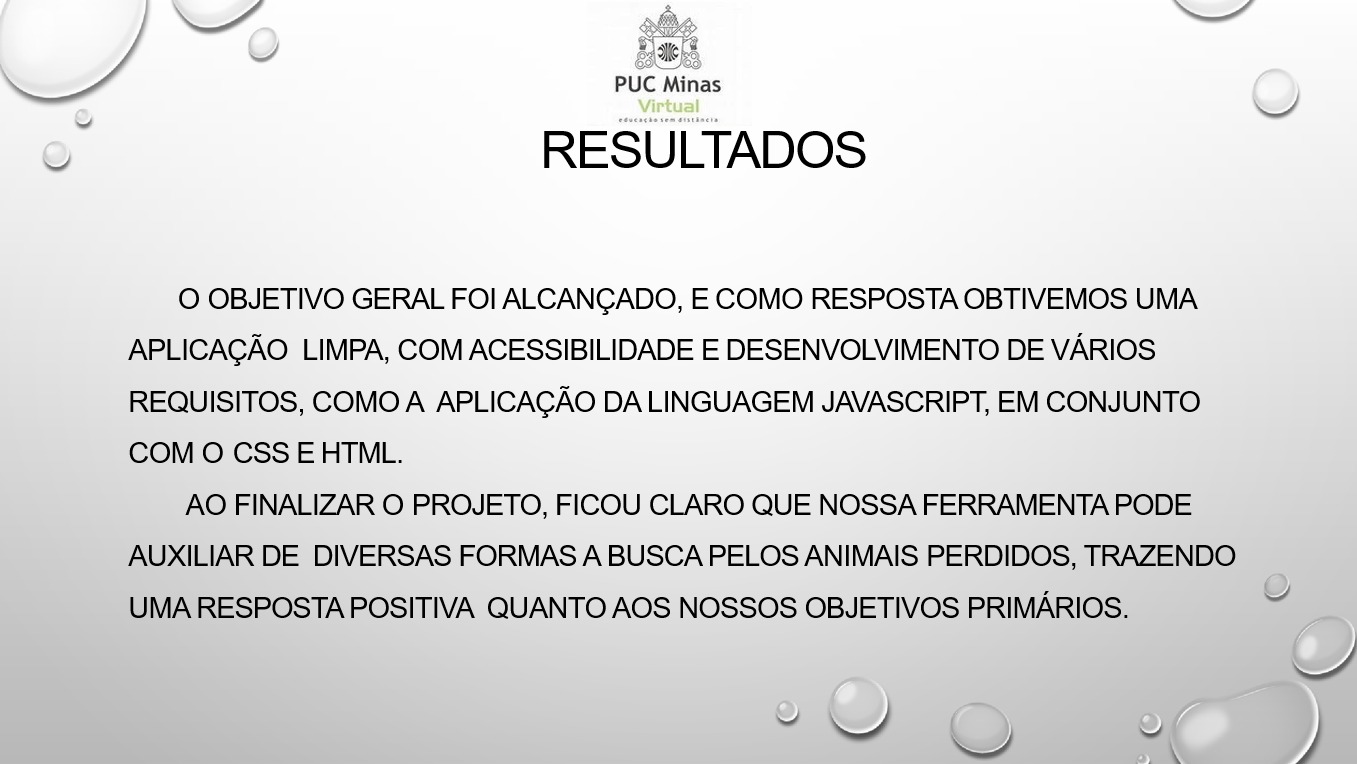 PUC Minas
Virtual
educação sem distância
RESULTADOS
O OBJETIVO GERAL FOI ALCANÇADO, E COMO RESPOSTA OBTIVEMOS UMA
APLICAÇÃO LIMPA, COM ACESSIBILIDADE E DESENVOLVIMENTO DE VÁRIOS
REQUISITOS, COMO A APLICAÇÃO DA LINGUAGEM JAVASCRIPT, EM CONJUNTO
COM O CSS E HTML.
AO FINALIZAR O PROJETO, FICOU CLARO QUE NOSSA FERRAMENTA PODE
AUXILIAR DE DIVERSAS FORMAS A BUSCA PELOS ANIMAIS PERDIDOS, TRAZENDO
UMA RESPOSTA POSITIVA QUANTO AOS NOSSOS OBJETIVOS PRIMÁRIOS.